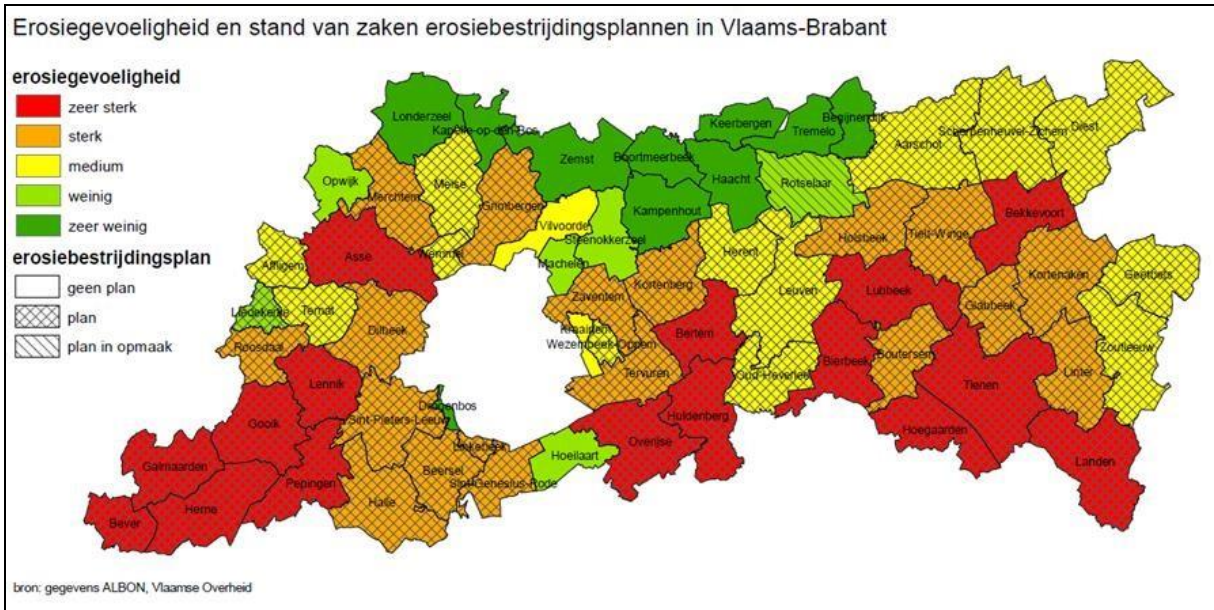 Erosiegevoeligheid en stand van zaken erosiebestrijdingsplannen in Vlaams-Brabant
erosiegevoeligheid
zeer sterk
sterk
medium
weinig
zeer weinig
erosiebestrijdingsplan
geen plan
plan
plan in opmaak
Londerzeel
Kapelle-op-den-Bos
Keerbergen
Tremelo
Begijnendijk
Scherpenheuvel-Zichem
Diest
Aarschot
Zemst
Boortmeerbeek
Haacht
Rotselaar
Opwijk
Merchtem
Meise
Grimbergen
Kampenhout
Bekkevoort
Vilvoorde
Steenokkerzeel
Holsbeek
Tielt-Winge
Asse
Wemmel
Herent
Machelen
Affligem
Kortenaken
Geetbets
Kortenberg
Leuven
Lubbeek
Zaventem
Glabbeek
Liedekerke
Ternat
Dilbeek
Kraainem
Wezembeek-Oppem
Bertem
Roosdaal
Bierbeek
Boutersem
Zoutleeuw
Tervuren
Oud-Heverlee
Lennik
Tienen
Linter
Drogenbos
Huldenberg
Gooik
Sint-Pieters-Leeuw
Hoegaarden
Linkebeek
Overijse
Hoeilaart
Landen
Galmaarden
Beersel
Pepingen
Sint-Genesius-Rode
Halle
Herne
Bever
bron: gegevens ALBON, Vlaamse Overheid